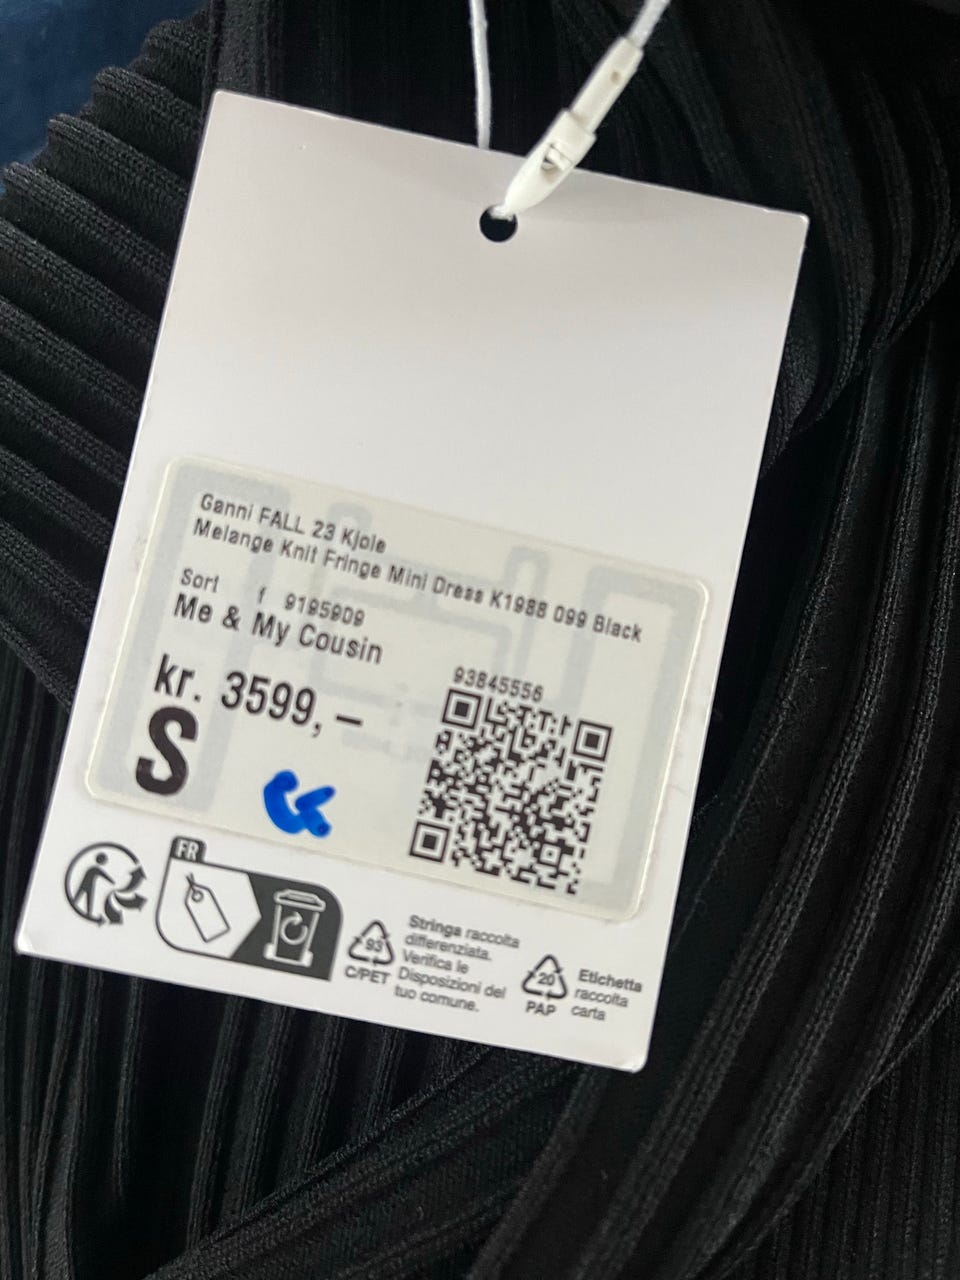 Ganni FALL 23 Kjole
Melange Knit Fringe Mini Dress K1988 099 Black
Sort f 9195909
Me & My Cousin
kr. 3599,–
93845556
S
FR
93
C/PET
Stringa raccolta
differenziata.
Verifica le
Disposizioni del
tuo comune.
20
PAP
Etichetta
raccolta
carta